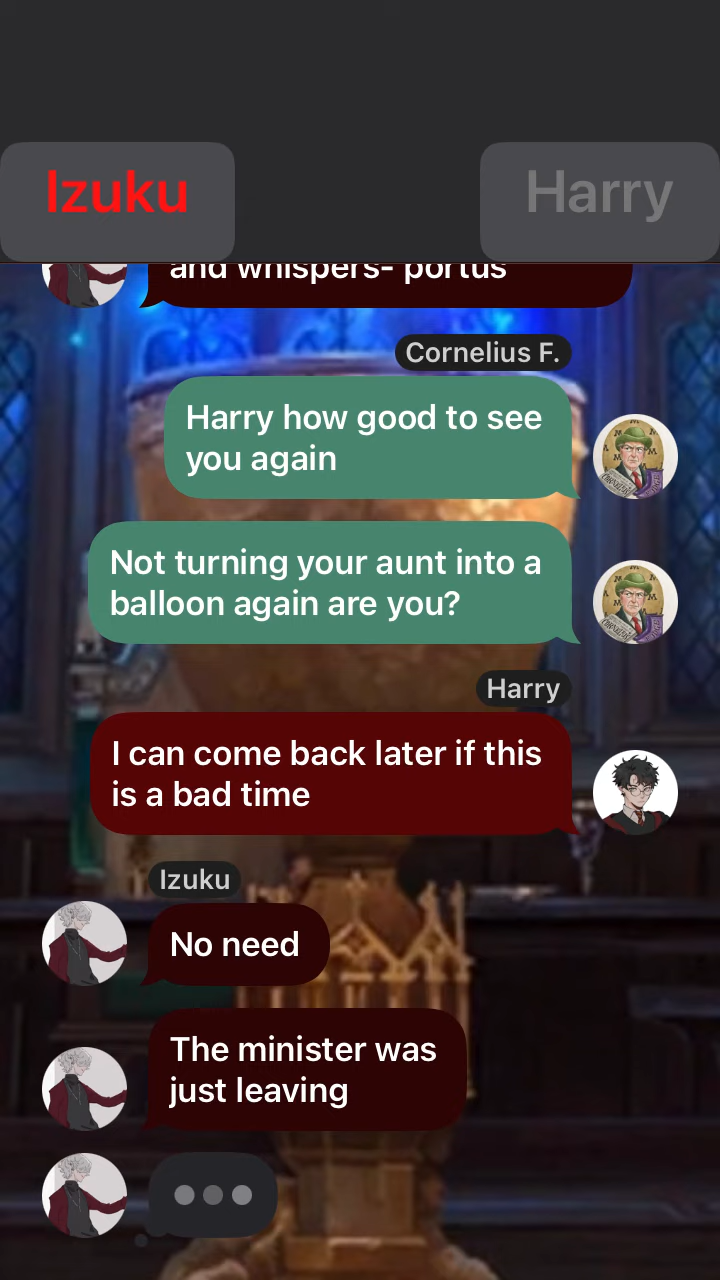 Izuku
Harry
and whispers- portus
Cornelius F.
Harry how good to see
you again
Not turning your aunt into a
balloon again are you?
Harry
I can come back later if this
is a bad time
Izuku
No need
The minister was
just leaving